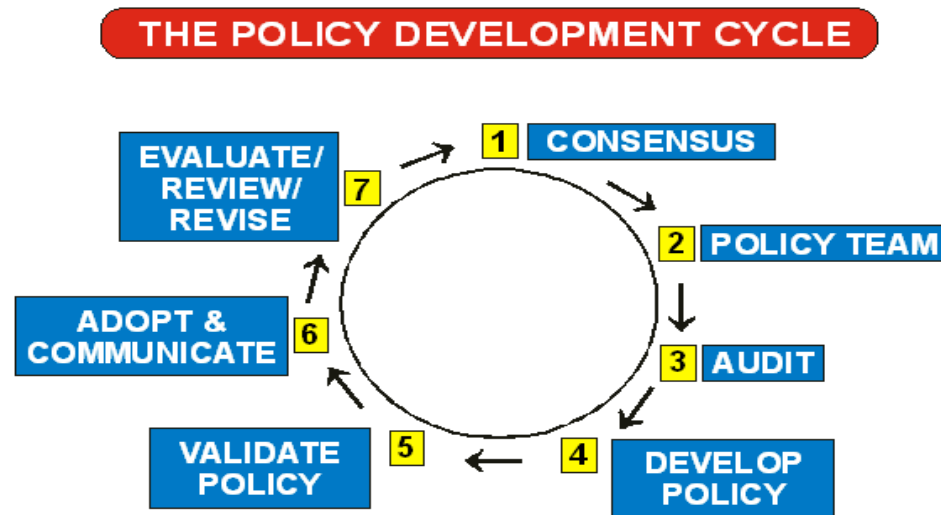 THE POLICY DEVELOPMENT CYCLE
1 CONSENSUS
2 POLICY TEAM
3 AUDIT
4 DEVELOP
POLICY
5 VALIDATE
POLICY
6 ADOPT &
COMMUNICATE
7 EVALUATE/
REVIEW/
REVISE